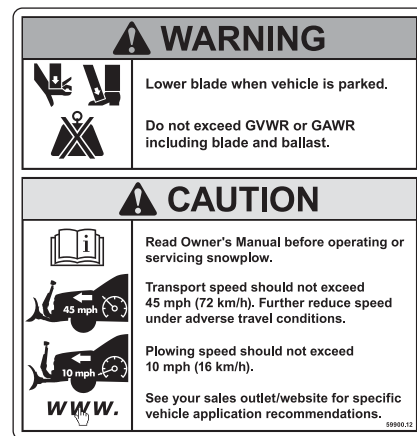 WARNING
Lower blade when vehicle is parked.
Do not exceed GVWR or GAWR
including blade and ballast.
CAUTION
i
Read Owner's Manual before operating or
servicing snowplow.
45 mph
Transport speed should not exceed
45 mph (72 km/h). Further reduce speed
under adverse travel conditions.
10 mph
Plowing speed should not exceed
10 mph (16 km/h).
www.
See your sales outlet/website for specific
vehicle application recommendations.
59900.12